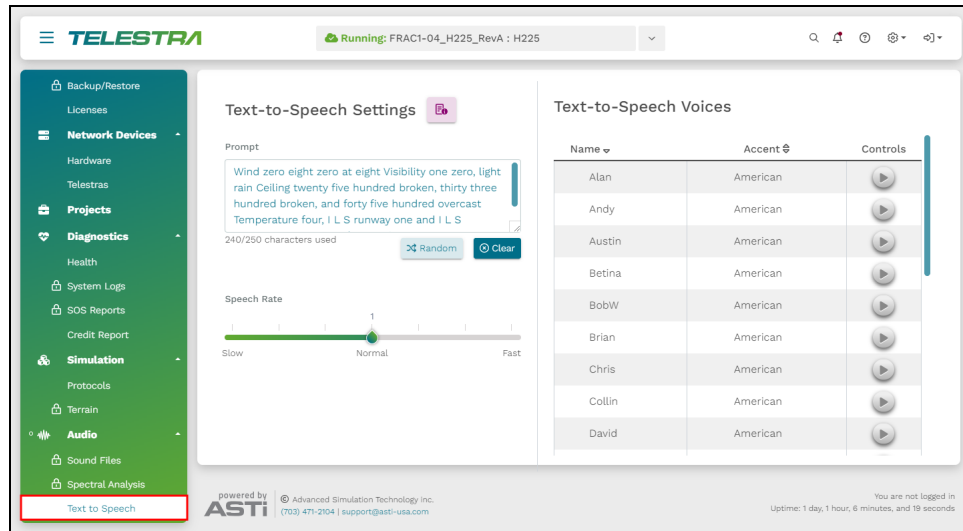 TELESTRA
Running: FRAC1-04_H225_RevA : H225
Backup/Restore
Licenses
Network Devices
Hardware
Telestras
Projects
Diagnostics
Health
System Logs
SOS Reports
Credit Report
Simulation
Protocols
Terrain
Audio
Sound Files
Spectral Analysis
Text to Speech
Text-to-Speech Settings
Prompt
Wind zero eight zero at eight Visibility one zero, light
rain Ceiling twenty five hundred broken, thirty three
hundred broken, and forty five hundred overcast
Temperature four, I L S runway one and I L S
240/250 characters used
Random
Clear
Speech Rate
1
Slow Normal Fast
Text-to-Speech Voices
Name Accent Controls
Alan American
Andy American
Austin American
Betina American
BobW American
Brian American
Chris American
Collin American
David American
powered by
ASTi
© Advanced Simulation Technology Inc.
(703) 471-2104 | support@asti-usa.com
You are not logged in
Uptime: 1 day, 1 hour, 6 minutes, and 19 seconds